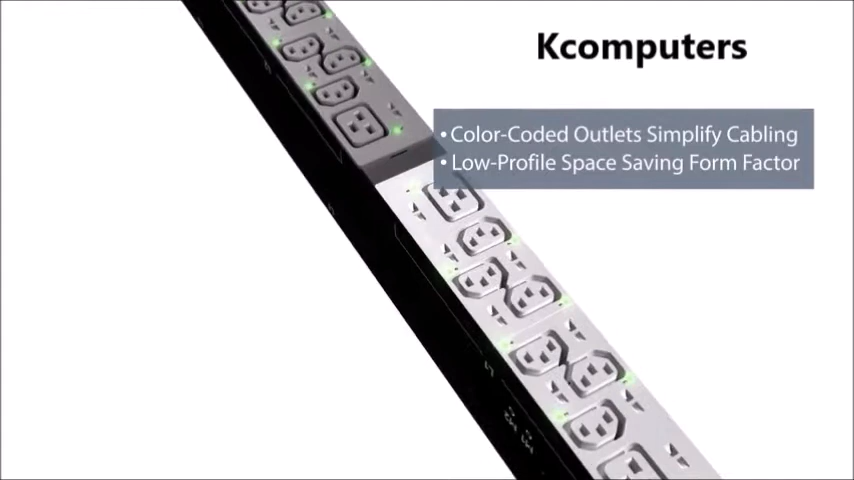 Kcomputers
• Color-Coded Outlets Simplify Cabling
• Low-Profile Space Saving Form Factor